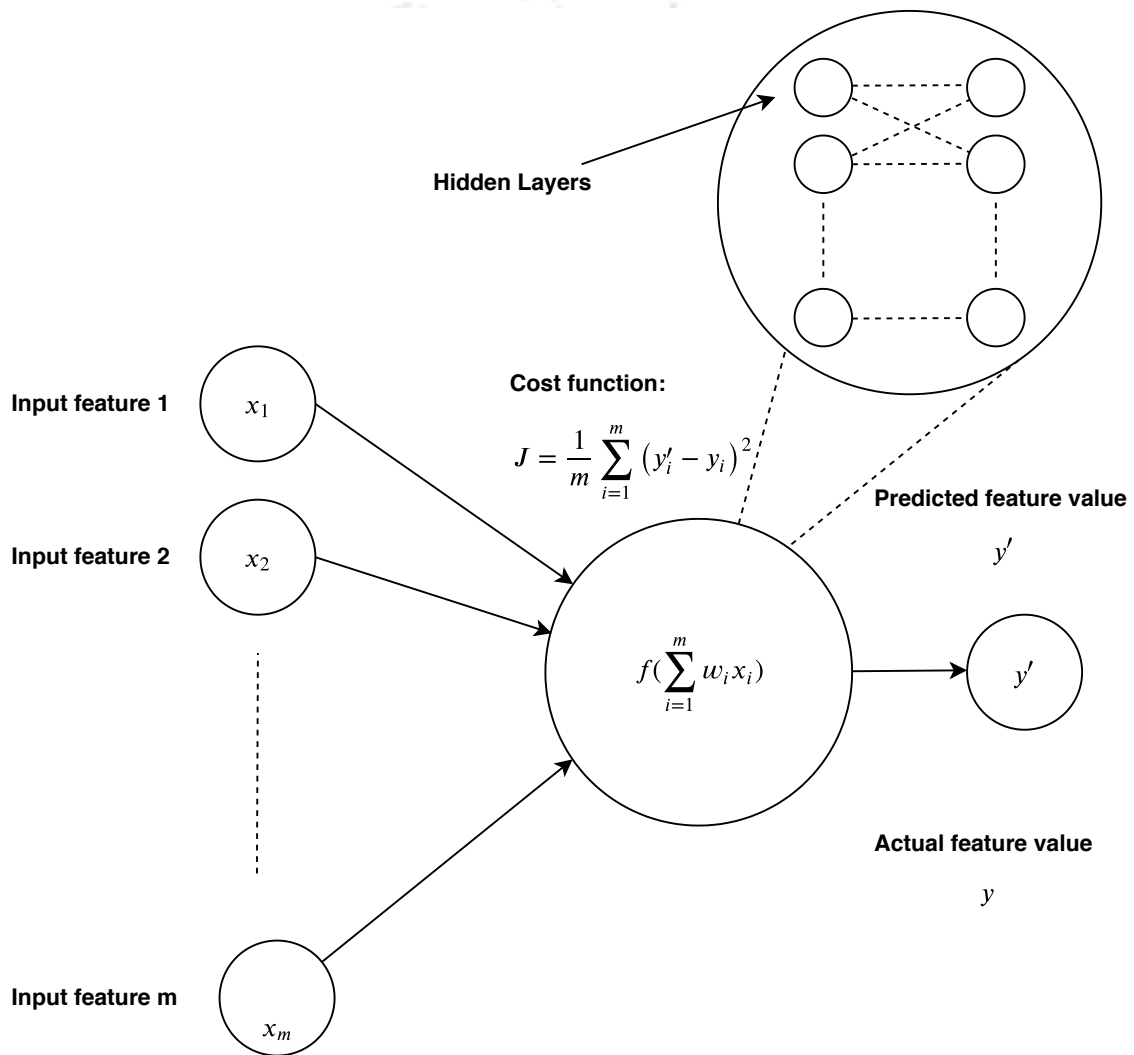 Hidden Layers
Cost function:
J = \frac{1}{m} \sum_{i=1}^{m} (y'_i - y_i)^2
Input feature 1
x_1
Predicted feature value
y'
Input feature 2
x_2
f(\sum_{i=1}^{m} w_i x_i)
y'
Actual feature value
y
Input feature m
x_m